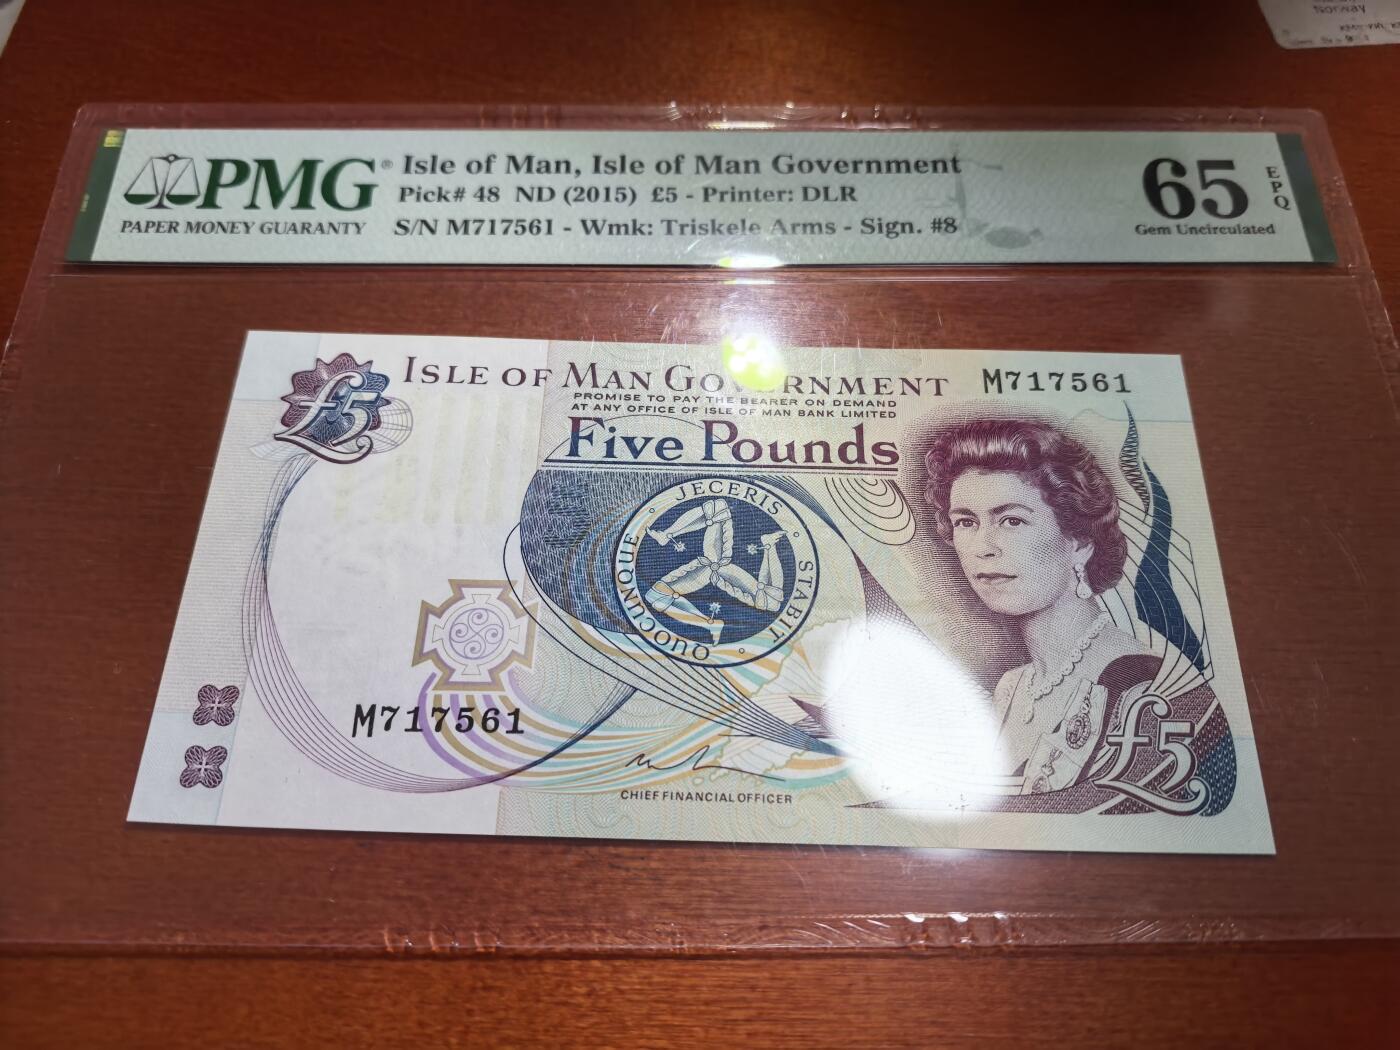 Norway
PMG®
PAPER MONEY GUARANTY
Isle of Man, Isle of Man Government
Pick# 48 ND (2015) £5 - Printer: DLR
S/N M717561 - Wmk: Triskele Arms - Sign. #8
65
EPQ
Gem Uncirculated
£5
ISLE OF MAN GOVERNMENT
M717561
PROMISE TO PAY THE BEARER ON DEMAND
AT ANY OFFICE OF ISLE OF MAN BANK LIMITED
Five Pounds
QUOCUNQUE JECERIS STABIT
M717561
CHIEF FINANCIAL OFFICER
£5